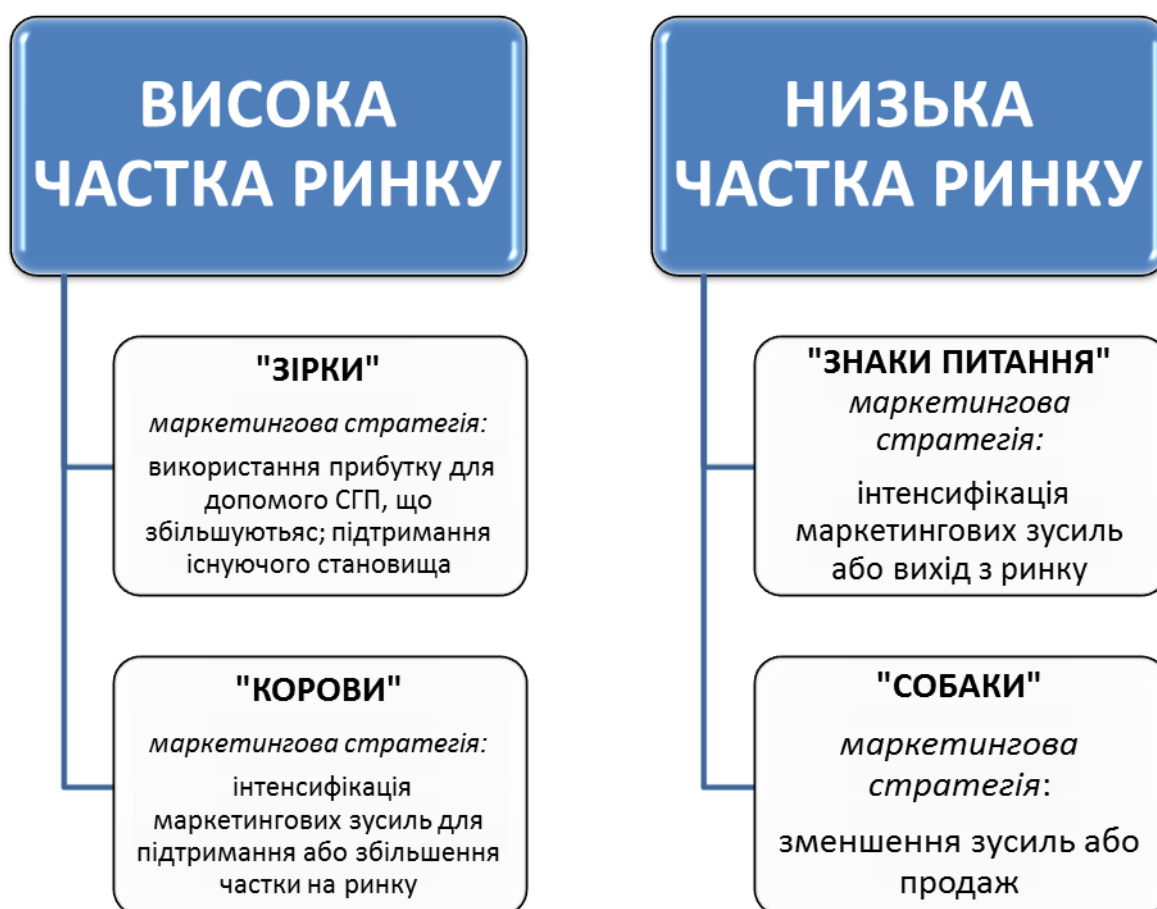 ВИСОКА
ЧАСТКА РИНКУ
"ЗІРКИ"
маркетингова стратегія:
використання прибутку для
допомого СГП, що
збільшуютьяс; підтримання
існуючого становища
"КОРОВИ"
маркетингова стратегія:
інтенсифікація
маркетингових зусиль для
підтримання або збільшення
частки на ринку
НИЗЬКА
ЧАСТКА РИНКУ
"ЗНАКИ ПИТАННЯ"
маркетингова
стратегія:
інтенсифікація
маркетингових зусиль
або вихід з ринку
"СОБАКИ"
маркетингова
стратегія:
зменшення зусиль або
продаж